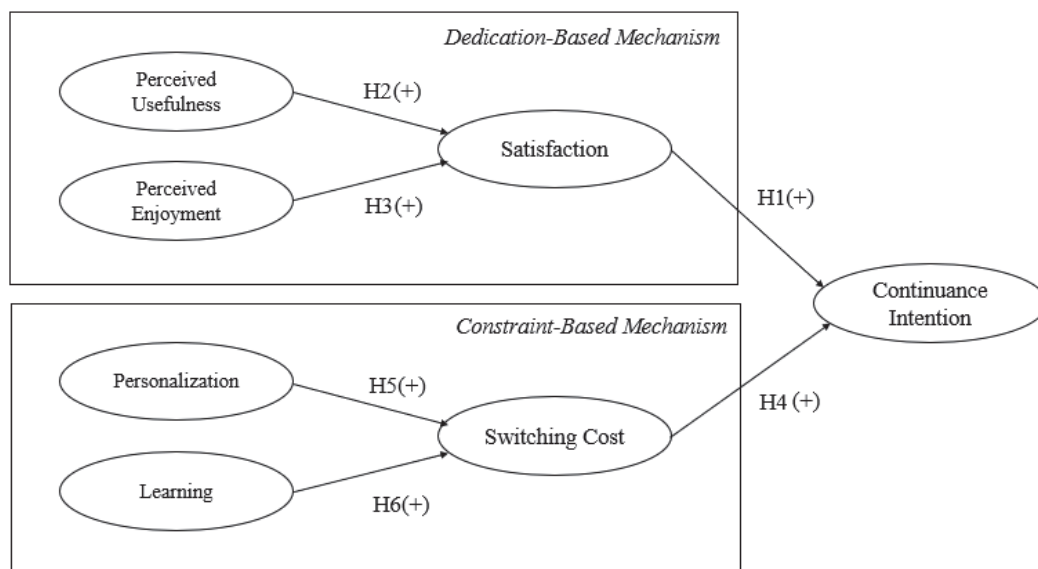 Dedication-Based Mechanism
Perceived
Usefulness
H2(+)
Satisfaction
Perceived
Enjoyment
H3(+)
H1(+)
Continuance
Intention
Constraint-Based Mechanism
Personalization
H5(+)
Switching Cost
H4 (+)
Learning
H6(+)